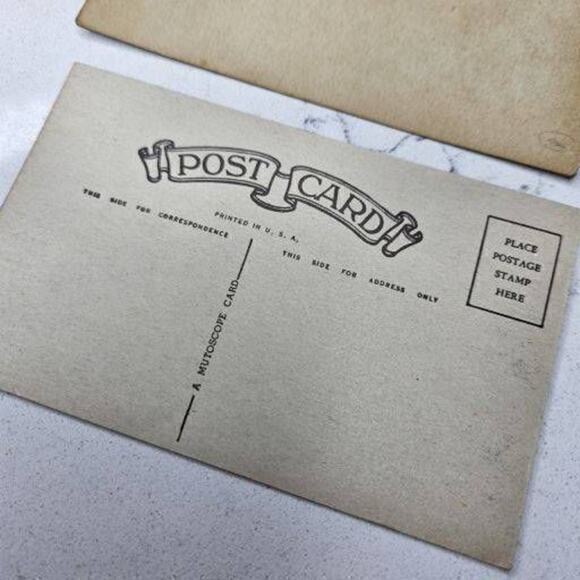 POST CARD
PRINTED IN U. S. A.
THIS SIDE FOR CORRESPONDENCE
THIS SIDE FOR ADDRESS ONLY
PLACE
POSTAGE
STAMP
HERE
A MUTOSCOPE CARD